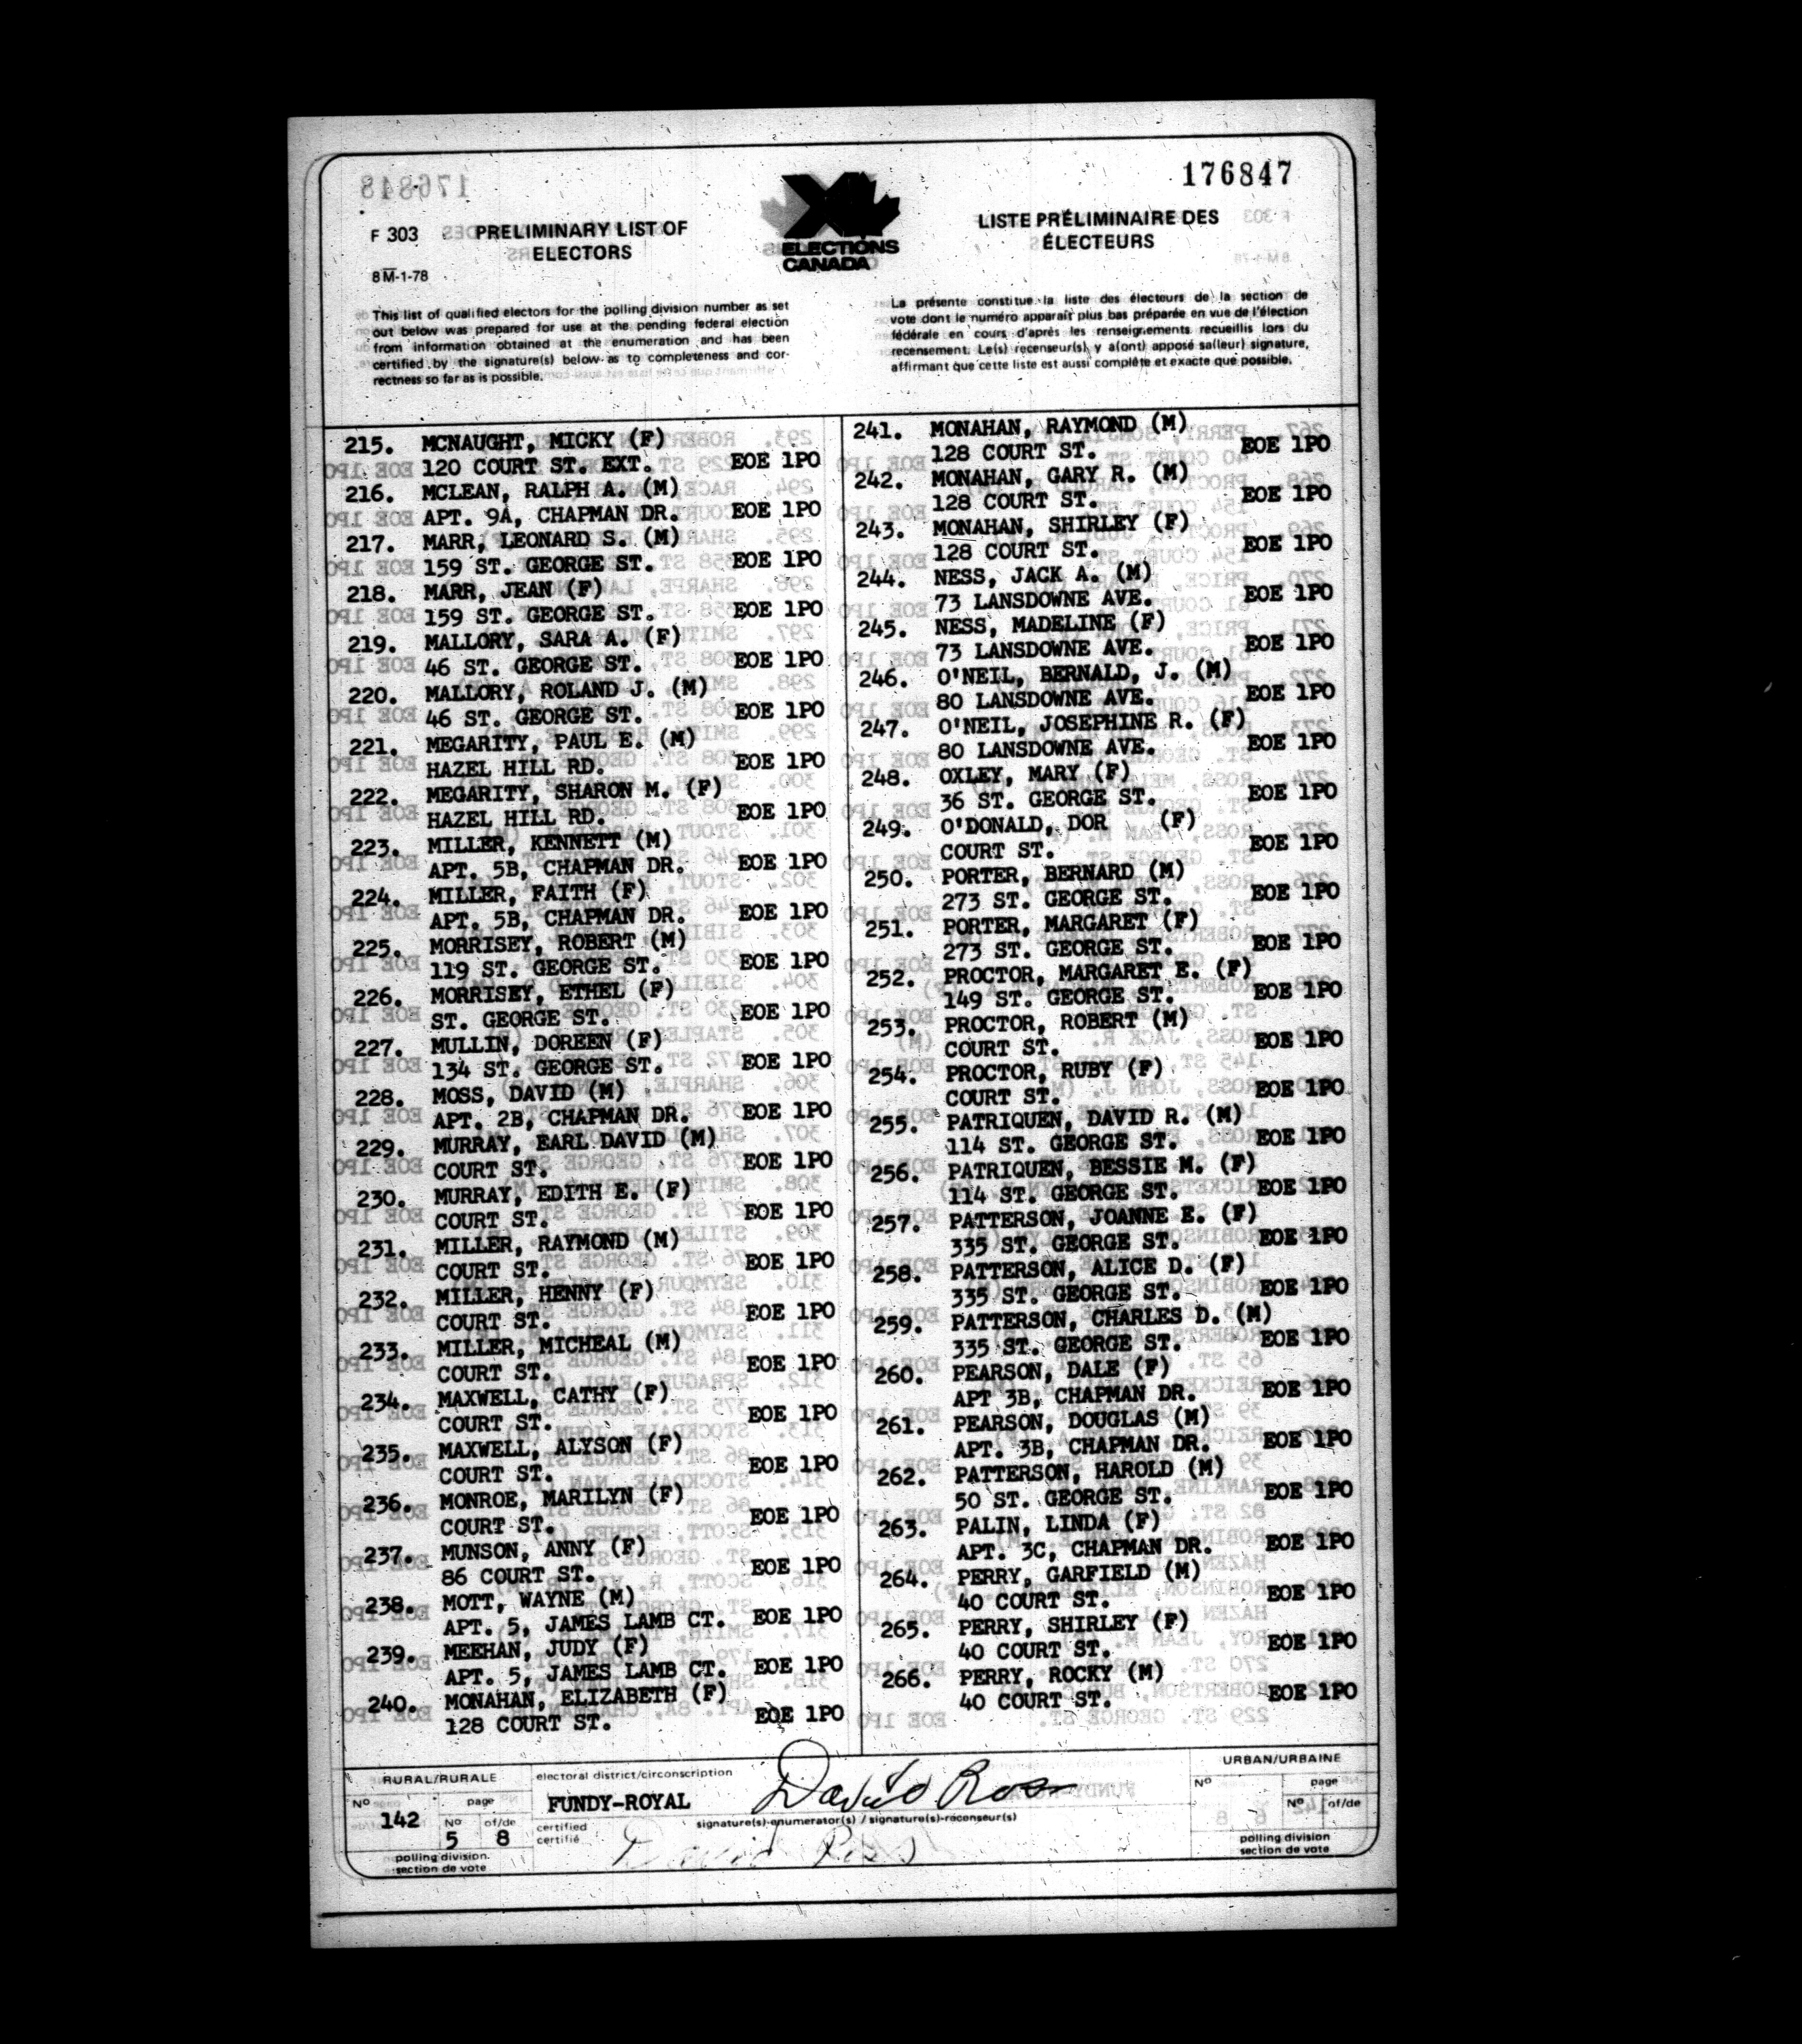 176847
F 303 PRELIMINARY LIST OF
ELECTORS
8M-1-78
ELECTIONS
CANADA
LISTE PRÉLIMINAIRE DES
ÉLECTEURS
This list of qualified electors for the polling division number as set
out below was prepared for use at the pending federal election
from information obtained at the enumeration and has been
certified by the signature(s) below as to completeness and cor-
rectness so far as is possible.
La présente constitue la liste des électeurs de la section de
vote dont le numéro apparaît plus bas préparée en vue de l'élection
fédérale en cours d'après les renseignements recueillis lors du
recensement. Le(s) recenseur(s) y a(ont) apposé sa(leur) signature,
affirmant que cette liste est aussi complète et exacte que possible.
215. MCNAUGHT, MICKY (F)
120 COURT ST. EXT. EOE 1PO
216. MCLEAN, RALPH A. (M)
APT. 9A, CHAPMAN DR. EOE 1PO
217. MARR, LEONARD S. (M)
159 ST. GEORGE ST. EOE 1PO
218. MARR, JEAN (F)
159 ST. GEORGE ST. EOE 1PO
219. MALLORY, SARA A. (F)
46 ST. GEORGE ST. EOE 1PO
220. MALLORY, ROLAND J. (M)
46 ST. GEORGE ST. EOE 1PO
221. MEGARITY, PAUL E. (M)
HAZEL HILL RD. EOE 1PO
222. MEGARITY, SHARON M. (F)
HAZEL HILL RD. EOE 1PO
223. MILLER, KENNETT (M)
APT. 5B, CHAPMAN DR. EOE 1PO
224. MILLER, FAITH (F)
APT. 5B, CHAPMAN DR. EOE 1PO
225. MORRISEY, ROBERT (M)
119 ST. GEORGE ST. EOE 1PO
226. MORRISEY, ETHEL (F)
ST. GEORGE ST. EOE 1PO
227. MULLIN, DOREEN (F)
134 ST. GEORGE ST. EOE 1PO
228. MOSS, DAVID (M)
APT. 2B, CHAPMAN DR. EOE 1PO
229. MURRAY, EARL DAVID (M)
COURT ST. EOE 1PO
230. MURRAY, EDITH E. (F)
COURT ST. EOE 1PO
231. MILLER, RAYMOND (M)
COURT ST. EOE 1PO
232. MILLER, HENNY (F)
COURT ST. EOE 1PO
233. MILLER, MICHEAL (M)
COURT ST. EOE 1PO
234. MAXWELL, CATHY (F)
COURT ST. EOE 1PO
235. MAXWELL, ALYSON (F)
COURT ST. EOE 1PO
236. MONROE, MARILYN (F)
COURT ST. EOE 1PO
237. MUNSON, ANNY (F)
86 COURT ST. EOE 1PO
238. MOTT, WAYNE (M)
APT. 5, JAMES LAMB CT. EOE 1PO
239. MEEHAN, JUDY (F)
APT. 5, JAMES LAMB CT. EOE 1PO
240. MONAHAN, ELIZABETH (F)
128 COURT ST. EOE 1PO
241. MONAHAN, RAYMOND (M)
128 COURT ST. EOE 1PO
242. MONAHAN, GARY R. (M)
128 COURT ST. EOE 1PO
243. MONAHAN, SHIRLEY (F)
128 COURT ST. EOE 1PO
244. NESS, JACK A. (M)
73 LANSDOWNE AVE. EOE 1PO
245. NESS, MADELINE (F)
73 LANSDOWNE AVE. EOE 1PO
246. O'NEIL, BERNALD, J. (M)
80 LANSDOWNE AVE. EOE 1PO
247. O'NEIL, JOSEPHINE R. (F)
80 LANSDOWNE AVE. EOE 1PO
248. OXLEY, MARY (F)
36 ST. GEORGE ST. EOE 1PO
249. O'DONALD, DOR (F)
COURT ST. EOE 1PO
250. PORTER, BERNARD (M)
273 ST. GEORGE ST. EOE 1PO
251. PORTER, MARGARET (F)
273 ST. GEORGE ST. EOE 1PO
252. PROCTOR, MARGARET E. (F)
149 ST. GEORGE ST. EOE 1PO
253. PROCTOR, ROBERT (M)
COURT ST. EOE 1PO
254. PROCTOR, RUBY (F)
COURT ST. EOE 1PO
255. PATRIQUEN, DAVID R. (M)
114 ST. GEORGE ST. EOE 1PO
256. PATRIQUEN, BESSIE M. (F)
114 ST. GEORGE ST. EOE 1PO
257. PATTERSON, JOANNE E. (F)
335 ST. GEORGE ST. EOE 1PO
258. PATTERSON, ALICE D. (F)
335 ST. GEORGE ST. EOE 1PO
259. PATTERSON, CHARLES D. (M)
335 ST. GEORGE ST. EOE 1PO
260. PEARSON, DALE (F)
APT 3B, CHAPMAN DR. EOE 1PO
261. PEARSON, DOUGLAS (M)
APT. 3B, CHAPMAN DR. EOE 1PO
262. PATTERSON, HAROLD (M)
50 ST. GEORGE ST. EOE 1PO
263. PALIN, LINDA (F)
APT. 3C, CHAPMAN DR. EOE 1PO
264. PERRY, GARFIELD (M)
40 COURT ST. EOE 1PO
265. PERRY, SHIRLEY (F)
40 COURT ST. EOE 1PO
266. PERRY, ROCKY (M)
40 COURT ST. EOE 1PO
RURAL/RURALE
No 142
page
No 5 of/de 8
polling division
section de vote
electoral district/circonscription
FUNDY-ROYAL
David Ross
certified
certifié
signature(s)-enumerator(s) / signature(s)-recenseur(s)
David Ross
URBAN/URBAINE
No page
No of/de
polling division
section de vote